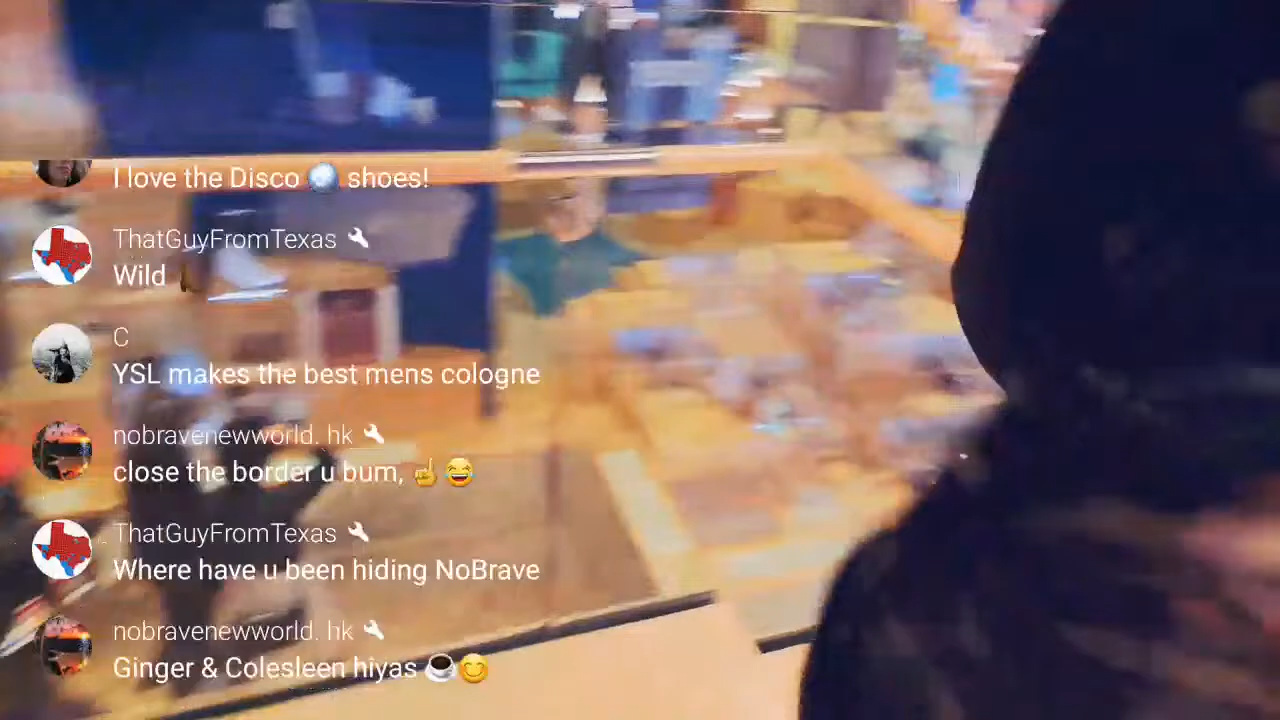 I love the Disco 🪩 shoes!
ThatGuyFromTexas 🔧
Wild
C
YSL makes the best mens cologne
nobravenewworld. hk 🔧
close the border u bum, ☝️😂
ThatGuyFromTexas 🔧
Where have u been hiding NoBrave
nobravenewworld. hk 🔧
Ginger & Colesleen hiyas ☕😊